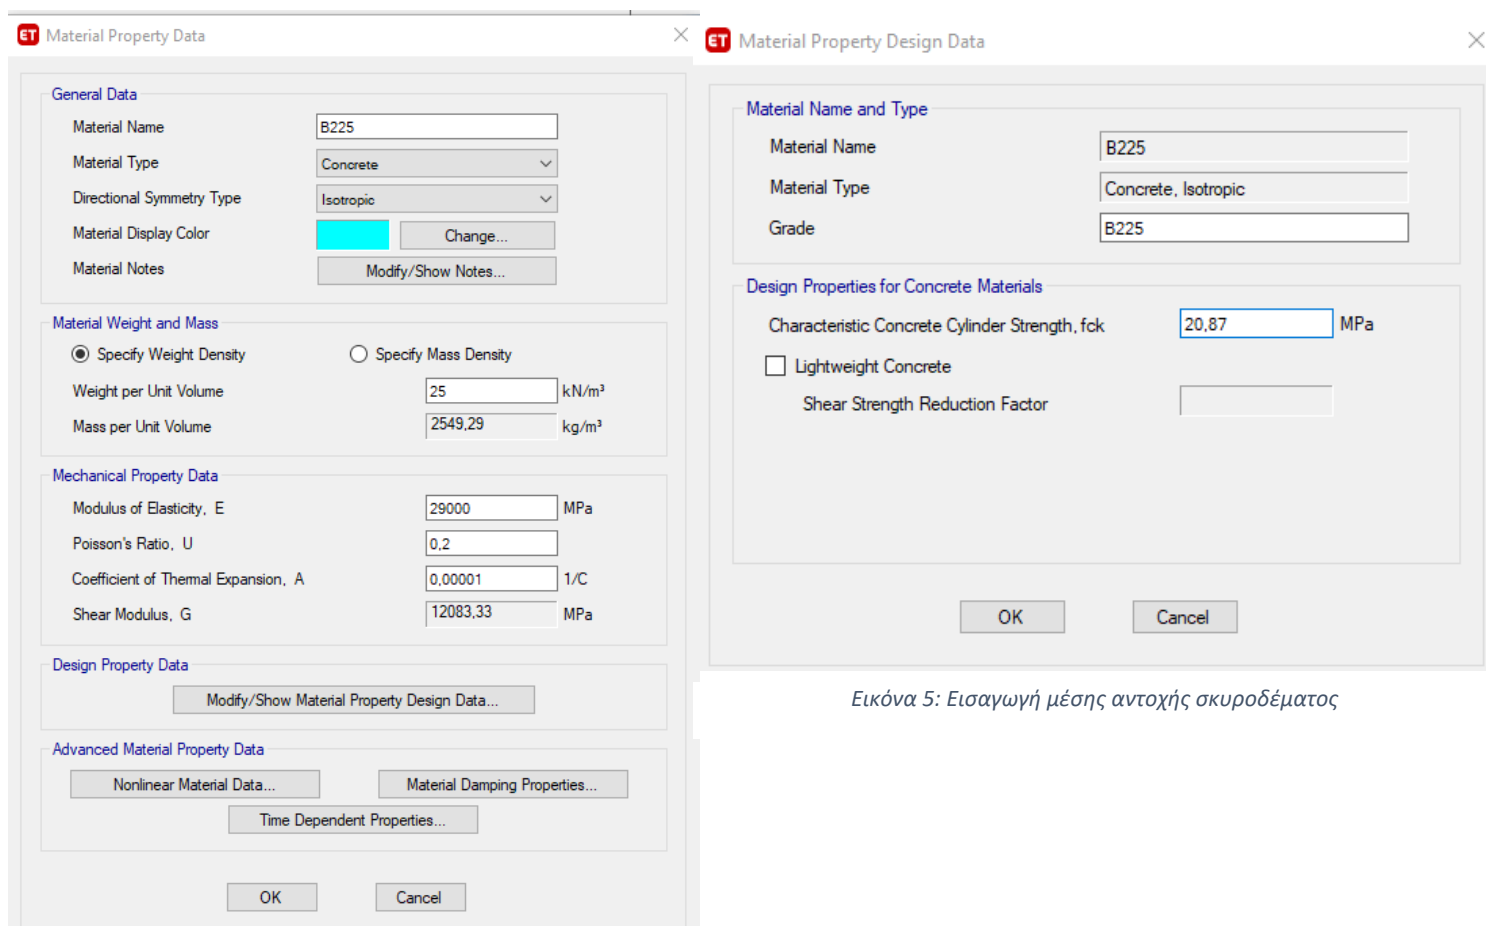 ET Material Property Data
General Data
Material Name B225
Material Type Concrete
Directional Symmetry Type Isotropic
Material Display Color Change...
Material Notes Modify/Show Notes...
Material Weight and Mass
Specify Weight Density Specify Mass Density
Weight per Unit Volume 25 kN/m³
Mass per Unit Volume 2549,29 kg/m³
Mechanical Property Data
Modulus of Elasticity, E 29000 MPa
Poisson's Ratio, U 0,2
Coefficient of Thermal Expansion, A 0,00001 1/C
Shear Modulus, G 12083,33 MPa
Design Property Data
Modify/Show Material Property Design Data...
Advanced Material Property Data
Nonlinear Material Data... Material Damping Properties...
Time Dependent Properties...
OK Cancel
ET Material Property Design Data
Material Name and Type
Material Name B225
Material Type Concrete, Isotropic
Grade B225
Design Properties for Concrete Materials
Characteristic Concrete Cylinder Strength, fck 20,87 MPa
Lightweight Concrete
Shear Strength Reduction Factor
OK Cancel
Εικόνα 5: Εισαγωγή μέσης αντοχής σκυροδέματος